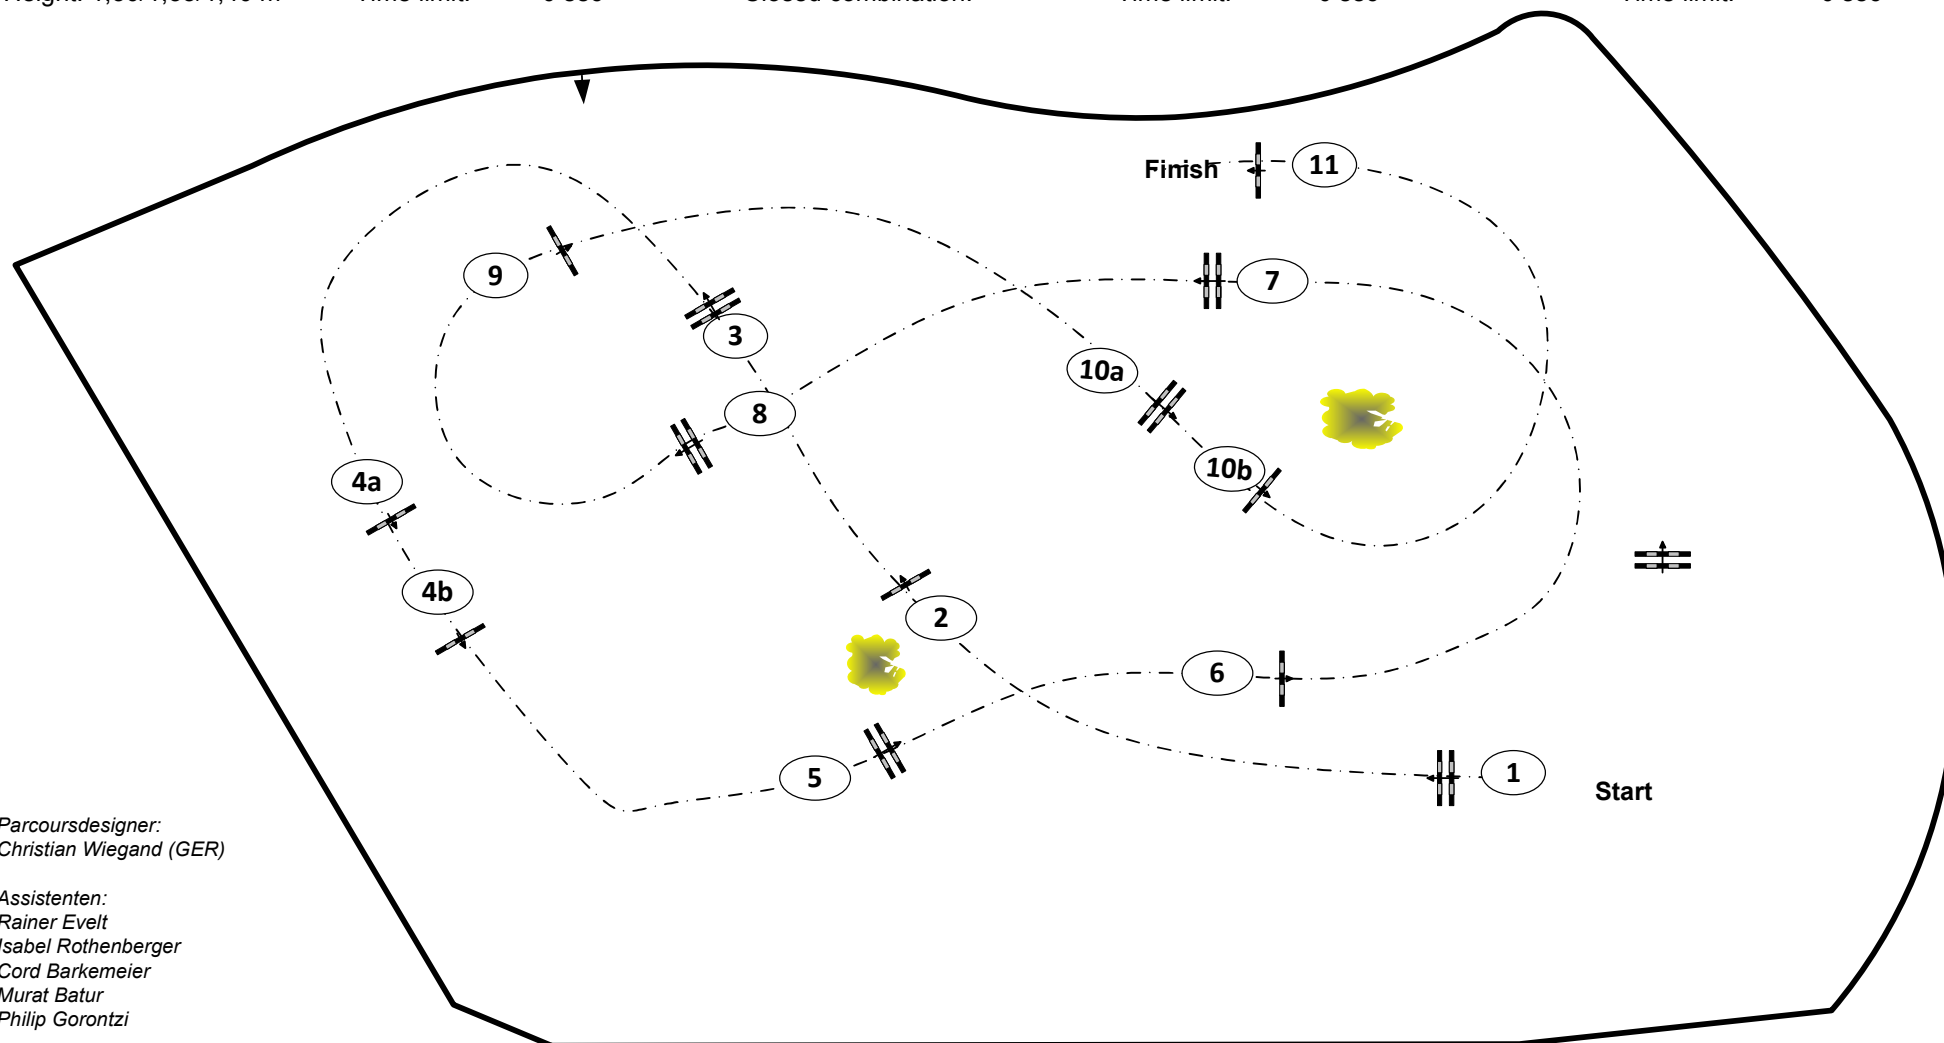 Finish
11
9
7
3
10a
8
10b
4a
4b
2
6
5
1
Start
Parcoursdesigner:
Christian Wiegand (GER)
Assistenten:
Rainer Evelt
Isabel Rothenberger
Cord Barkemeier
Murat Batur
Philip Gorontzi